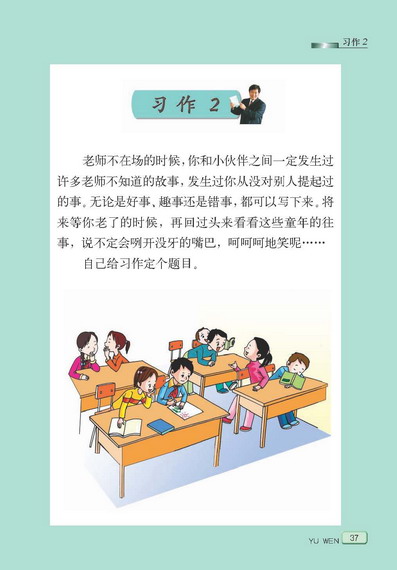 习作 2
习 作 2
老师不在场的时候，你和小伙伴之间一定发生过
许多老师不知道的故事，发生过你从没对别人提起过
的事。无论是好事、趣事还是错事，都可以写下来。将
来等你老了的时候，再回过头来看看这些童年的往
事，说不定会咧开没牙的嘴巴，呵呵呵地笑呢……
自己给习作定个题目。
YU WEN 37